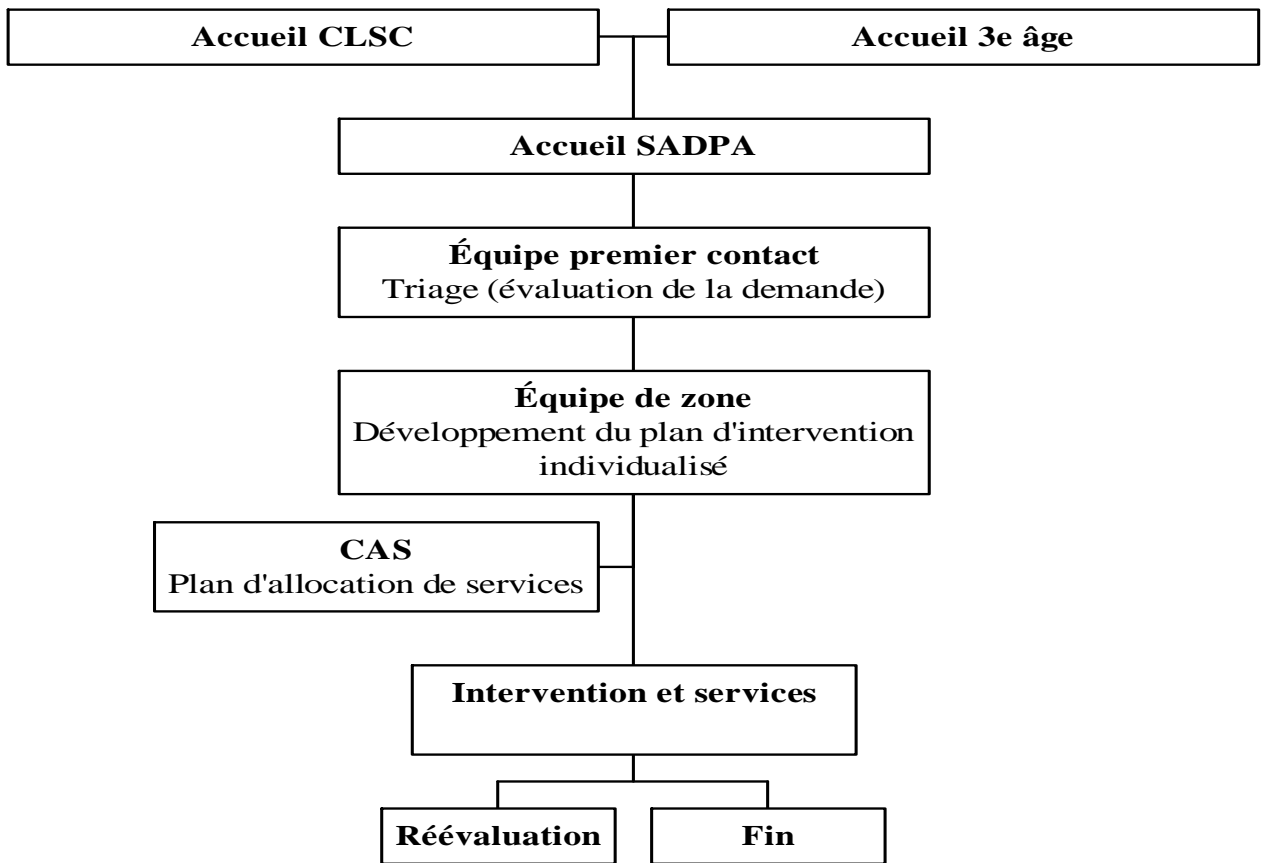 Accueil CLSC
Accueil 3e âge
Accueil SADPA
Équipe premier contact
Triage (évaluation de la demande)
Équipe de zone
Développement du plan d'intervention
individualisé
CAS
Plan d'allocation de services
Intervention et services
Réévaluation
Fin